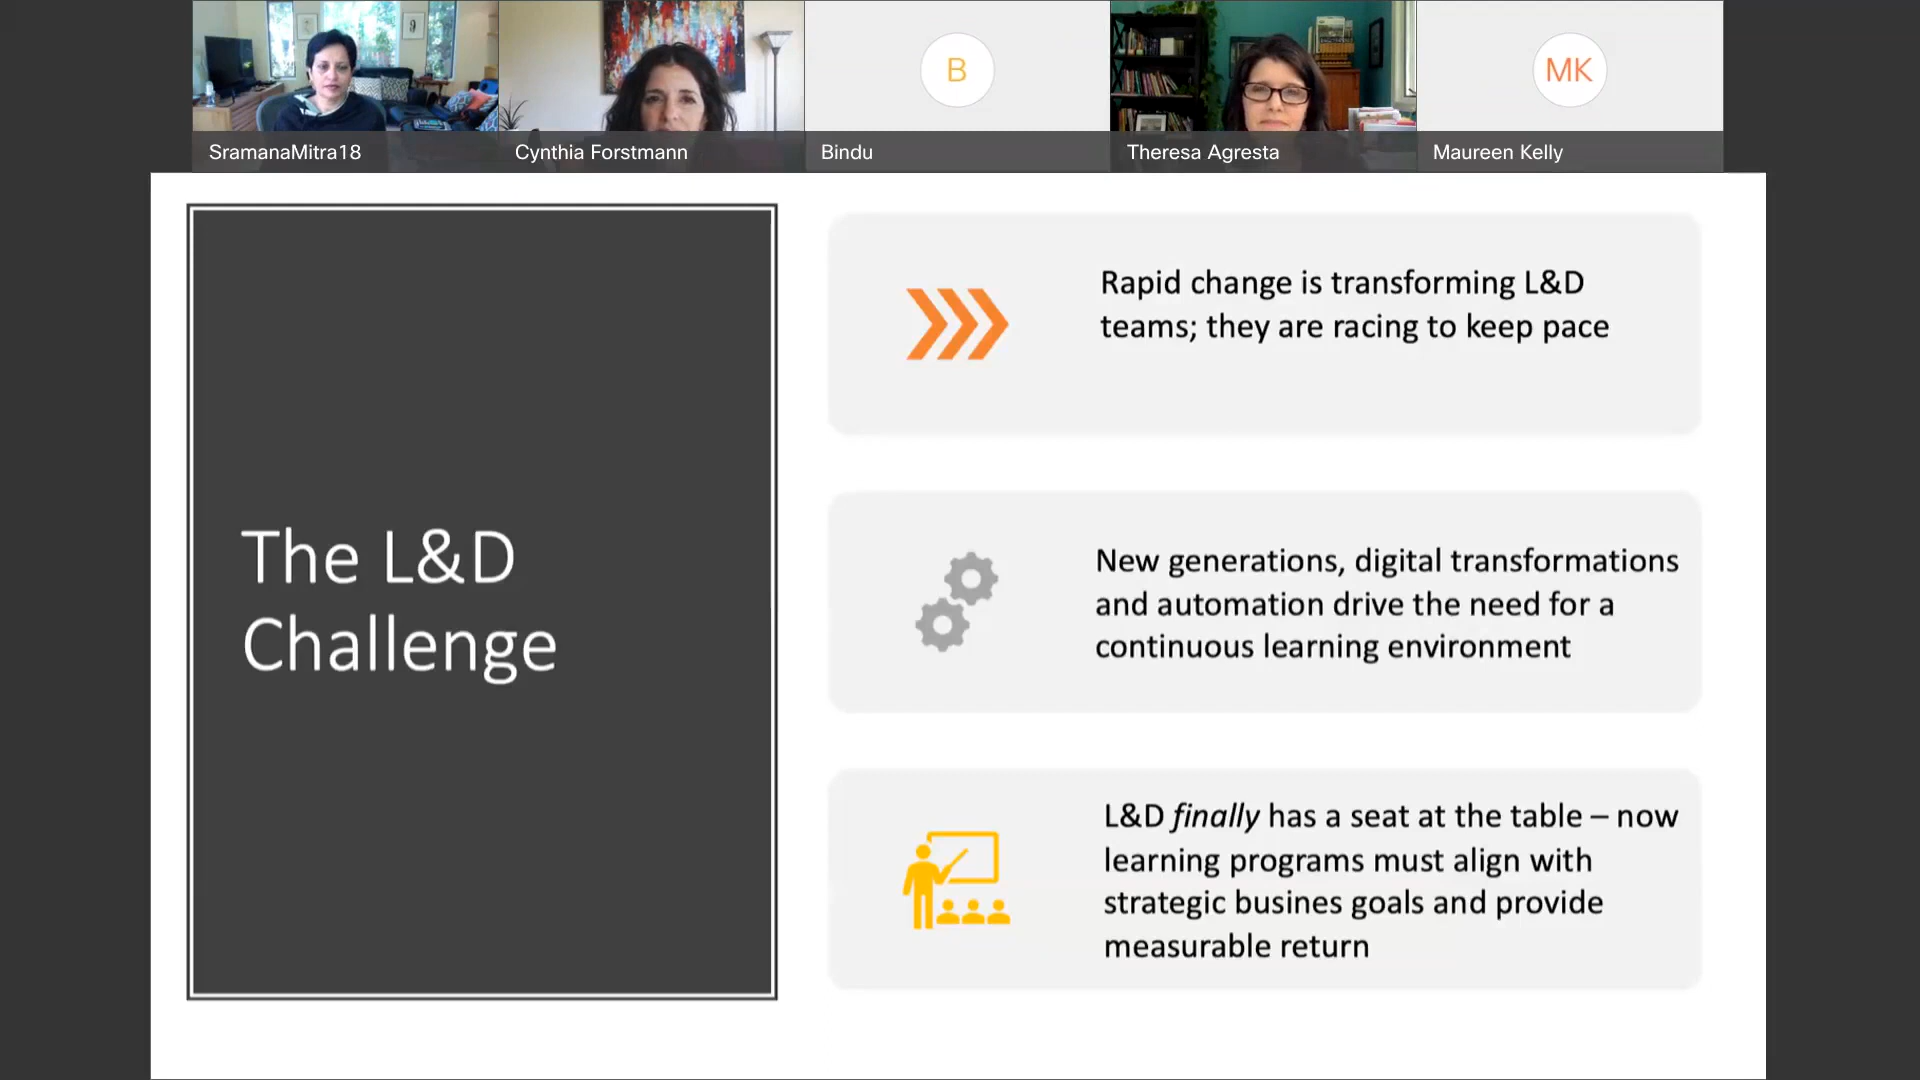 SramanaMitra18
Cynthia Forstmann
B
Bindu
Theresa Agresta
MK
Maureen Kelly
The L&D
Challenge
Rapid change is transforming L&D
teams; they are racing to keep pace
New generations, digital transformations
and automation drive the need for a
continuous learning environment
L&D finally has a seat at the table – now
learning programs must align with
strategic busines goals and provide
measurable return